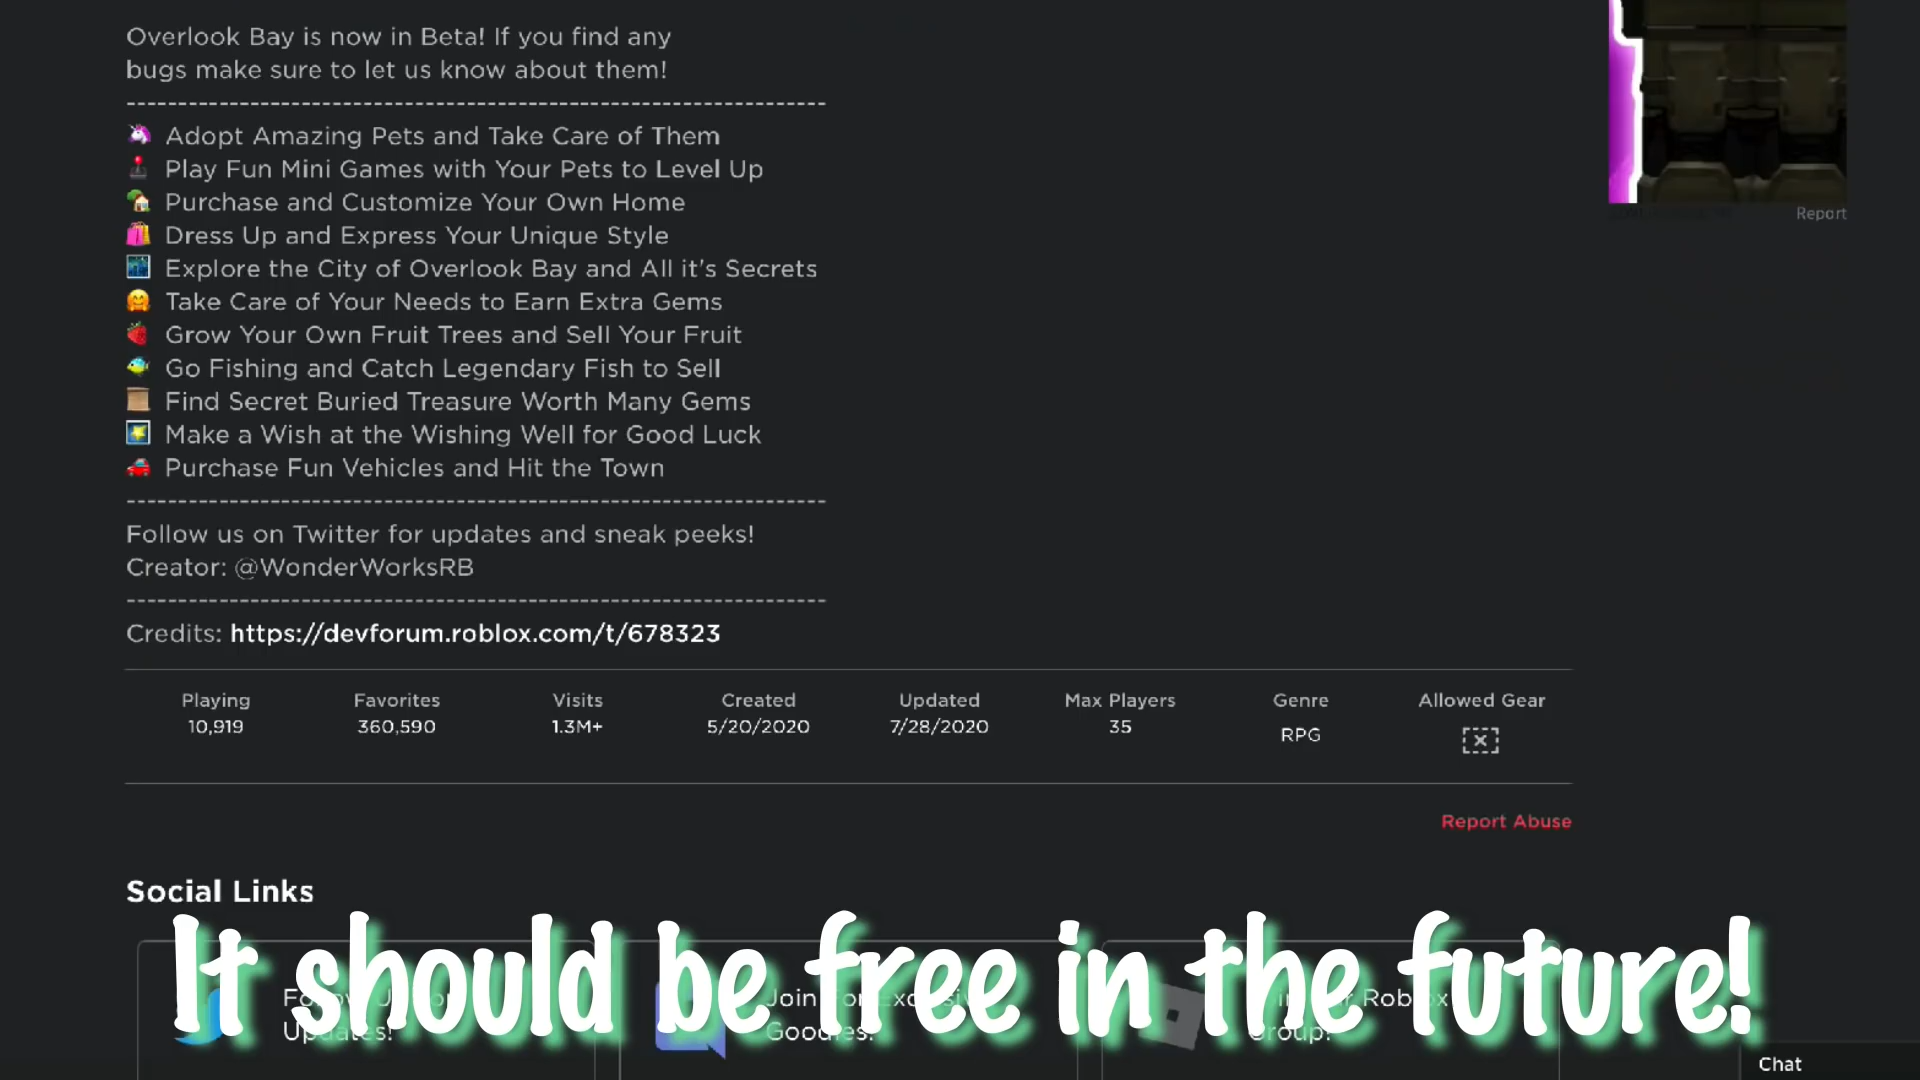 Overlook Bay is now in Beta! If you find any
bugs make sure to let us know about them!
--------------------------------------------------------------------
Adopt Amazing Pets and Take Care of Them
Play Fun Mini Games with Your Pets to Level Up
Purchase and Customize Your Own Home
Dress Up and Express Your Unique Style
Explore the City of Overlook Bay and All it's Secrets
Take Care of Your Needs to Earn Extra Gems
Grow Your Own Fruit Trees and Sell Your Fruit
Go Fishing and Catch Legendary Fish to Sell
Find Secret Buried Treasure Worth Many Gems
Make a Wish at the Wishing Well for Good Luck
Purchase Fun Vehicles and Hit the Town
--------------------------------------------------------------------
Follow us on Twitter for updates and sneak peeks!
Creator: @WonderWorksRB
--------------------------------------------------------------------
Credits: https://devforum.roblox.com/t/678323
Report
Playing Favorites Visits Created Updated Max Players Genre Allowed Gear
10,919 360,590 1.3M+ 5/20/2020 7/28/2020 35 RPG
Report Abuse
Social Links
It should be free in the future!
Join Roblox
Updates! Goodies! Group!
Chat